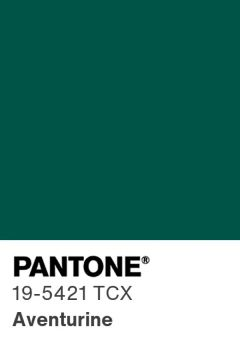 PANTONE®
19-5421 TCX
Aventurine